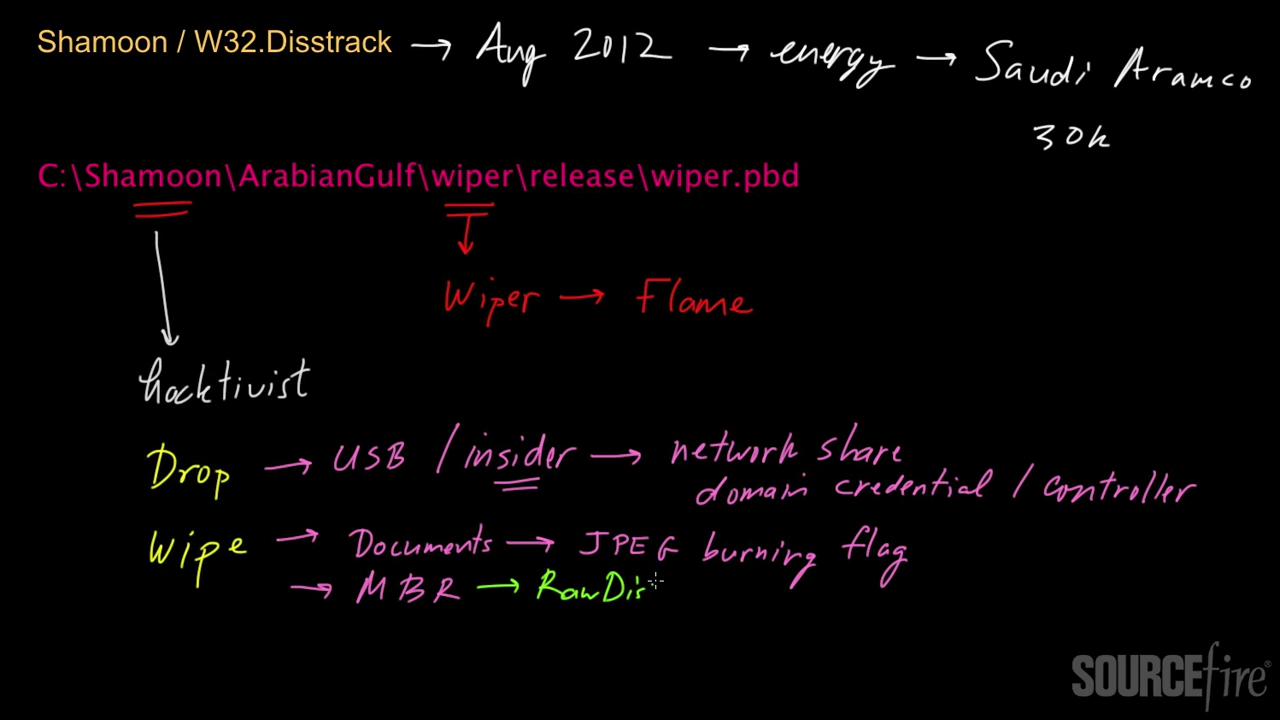 Shamoon / W32.Disstrack → Aug 2012 → energy → Saudi Aramco
30k
C:\Shamoon\ArabianGulf\wiper\release\wiper.pbd
Wiper → Flame
hacktivist
Drop → USB / insider → network share
domain credential / controller
Wipe → Documents → JPEG burning flag
→ MBR → RawDis
SOURCEfire®